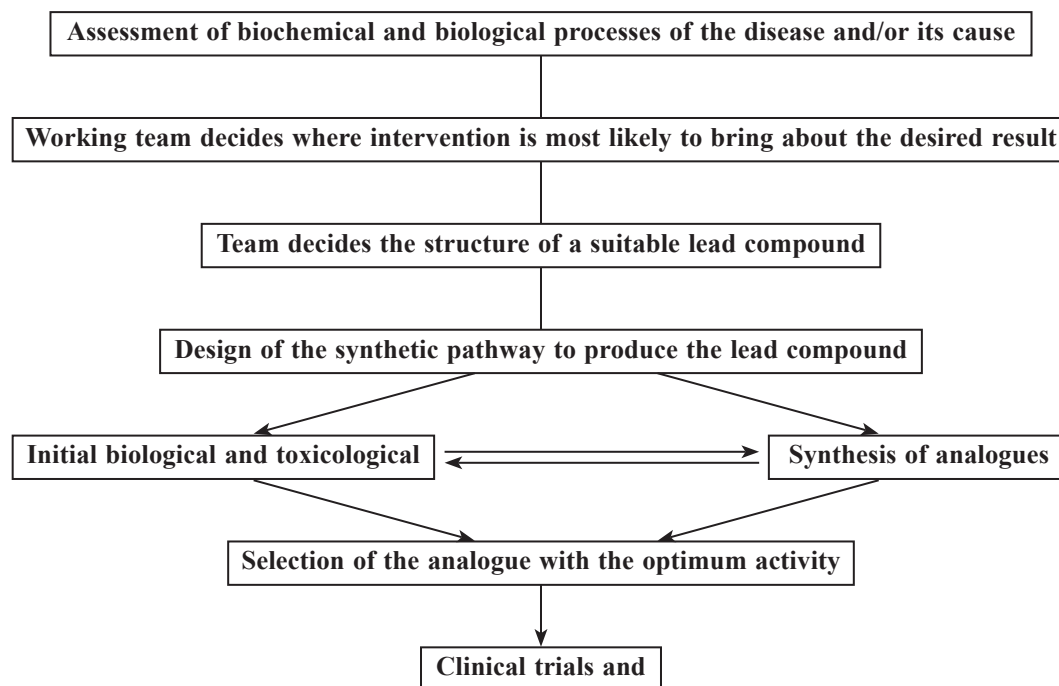 Assessment of biochemical and biological processes of the disease and/or its cause
Working team decides where intervention is most likely to bring about the desired result
Team decides the structure of a suitable lead compound
Design of the synthetic pathway to produce the lead compound
Initial biological and toxicological
Synthesis of analogues
Selection of the analogue with the optimum activity
Clinical trials and